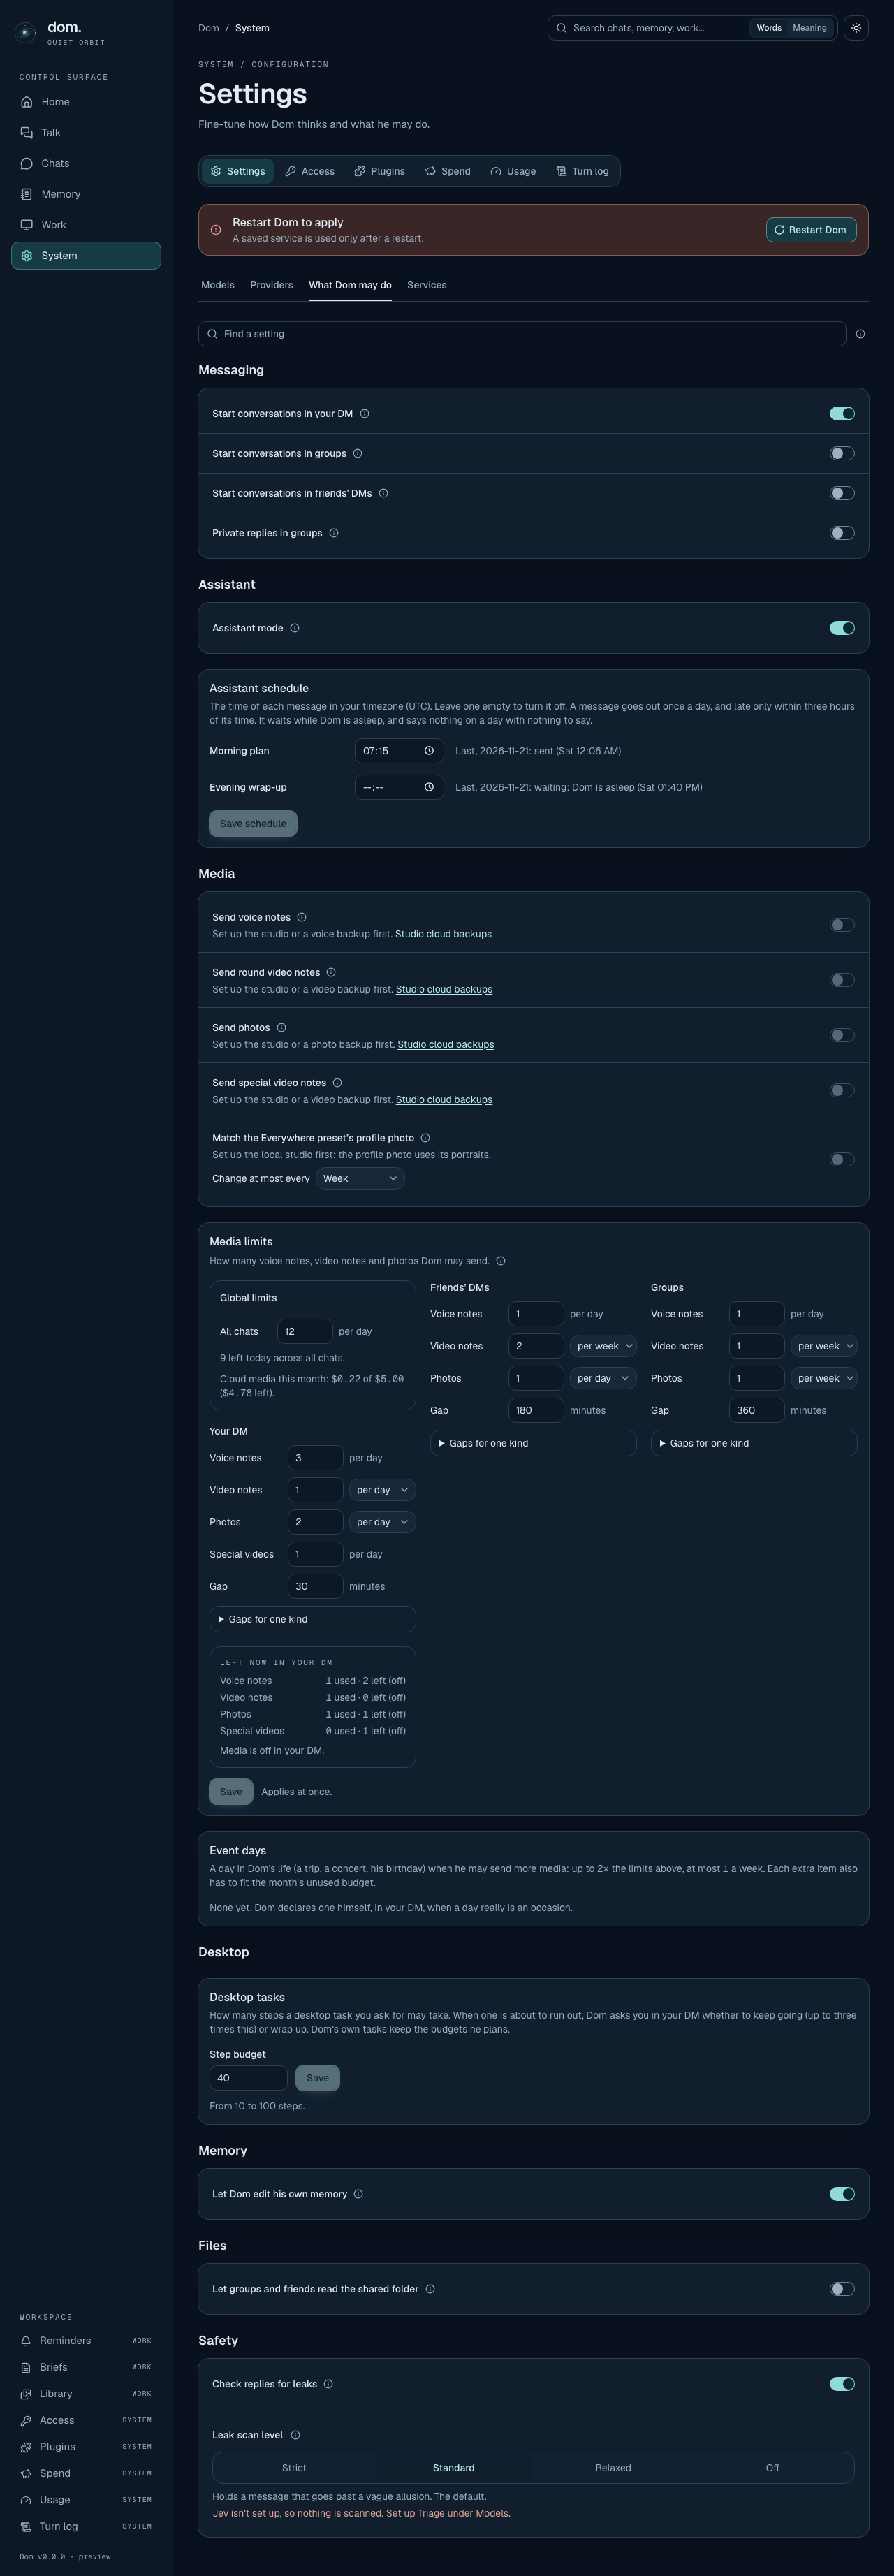 dom.
QUIET ORBIT
CONTROL SURFACE
Home
Talk
Chats
Memory
Work
System
Dom / System
Search chats, memory, work...
Words Meaning
SYSTEM / CONFIGURATION
Settings
Fine-tune how Dom thinks and what he may do.
Settings Access Plugins Spend Usage Turn log
Restart Dom to apply
A saved service is used only after a restart.
Restart Dom
Models Providers What Dom may do Services
Find a setting
Messaging
Start conversations in your DM
Start conversations in groups
Start conversations in friends' DMs
Private replies in groups
Assistant
Assistant mode
Assistant schedule
The time of each message in your timezone (UTC). Leave one empty to turn it off. A message goes out once a day, and late only within three hours
of its time. It waits while Dom is asleep, and says nothing on a day with nothing to say.
Morning plan 07:15 Last, 2026-11-21: sent (Sat 12:06 AM)
Evening wrap-up --:-- Last, 2026-11-21: waiting: Dom is asleep (Sat 01:40 PM)
Save schedule
Media
Send voice notes
Set up the studio or a voice backup first. Studio cloud backups
Send round video notes
Set up the studio or a video backup first. Studio cloud backups
Send photos
Set up the studio or a photo backup first. Studio cloud backups
Send special video notes
Set up the studio or a video backup first. Studio cloud backups
Match the Everywhere preset's profile photo
Set up the local studio first: the profile photo uses its portraits.
Change at most every Week
Media limits
How many voice notes, video notes and photos Dom may send.
Global limits
All chats 12 per day
9 left today across all chats.
Cloud media this month: $0.22 of $5.00
($4.78 left).
Your DM
Voice notes 3 per day
Video notes 1 per day
Photos 2 per day
Special videos 1 per day
Gap 30 minutes
Gaps for one kind
LEFT NOW IN YOUR DM
Voice notes 1 used · 2 left (off)
Video notes 1 used · 0 left (off)
Photos 1 used · 1 left (off)
Special videos 0 used · 1 left (off)
Media is off in your DM.
Friends' DMs
Voice notes 1 per day
Video notes 2 per week
Photos 1 per day
Gap 180 minutes
Gaps for one kind
Groups
Voice notes 1 per day
Video notes 1 per week
Photos 1 per week
Gap 360 minutes
Gaps for one kind
Save Applies at once.
Event days
A day in Dom's life (a trip, a concert, his birthday) when he may send more media: up to 2× the limits above, at most 1 a week. Each extra item also
has to fit the month's unused budget.
None yet. Dom declares one himself, in your DM, when a day really is an occasion.
Desktop
Desktop tasks
How many steps a desktop task you ask for may take. When one is about to run out, Dom asks you in your DM whether to keep going (up to three
times this) or wrap up. Dom's own tasks keep the budgets he plans.
Step budget
40 Save
From 10 to 100 steps.
Memory
Let Dom edit his own memory
Files
Let groups and friends read the shared folder
Safety
Check replies for leaks
Leak scan level
Strict Standard Relaxed Off
Holds a message that goes past a vague allusion. The default.
Jev isn't set up, so nothing is scanned. Set up Triage under Models.
WORKSPACE
Reminders WORK
Briefs WORK
Library WORK
Access SYSTEM
Plugins SYSTEM
Spend SYSTEM
Usage SYSTEM
Turn log SYSTEM
Dom v0.0.0 · preview